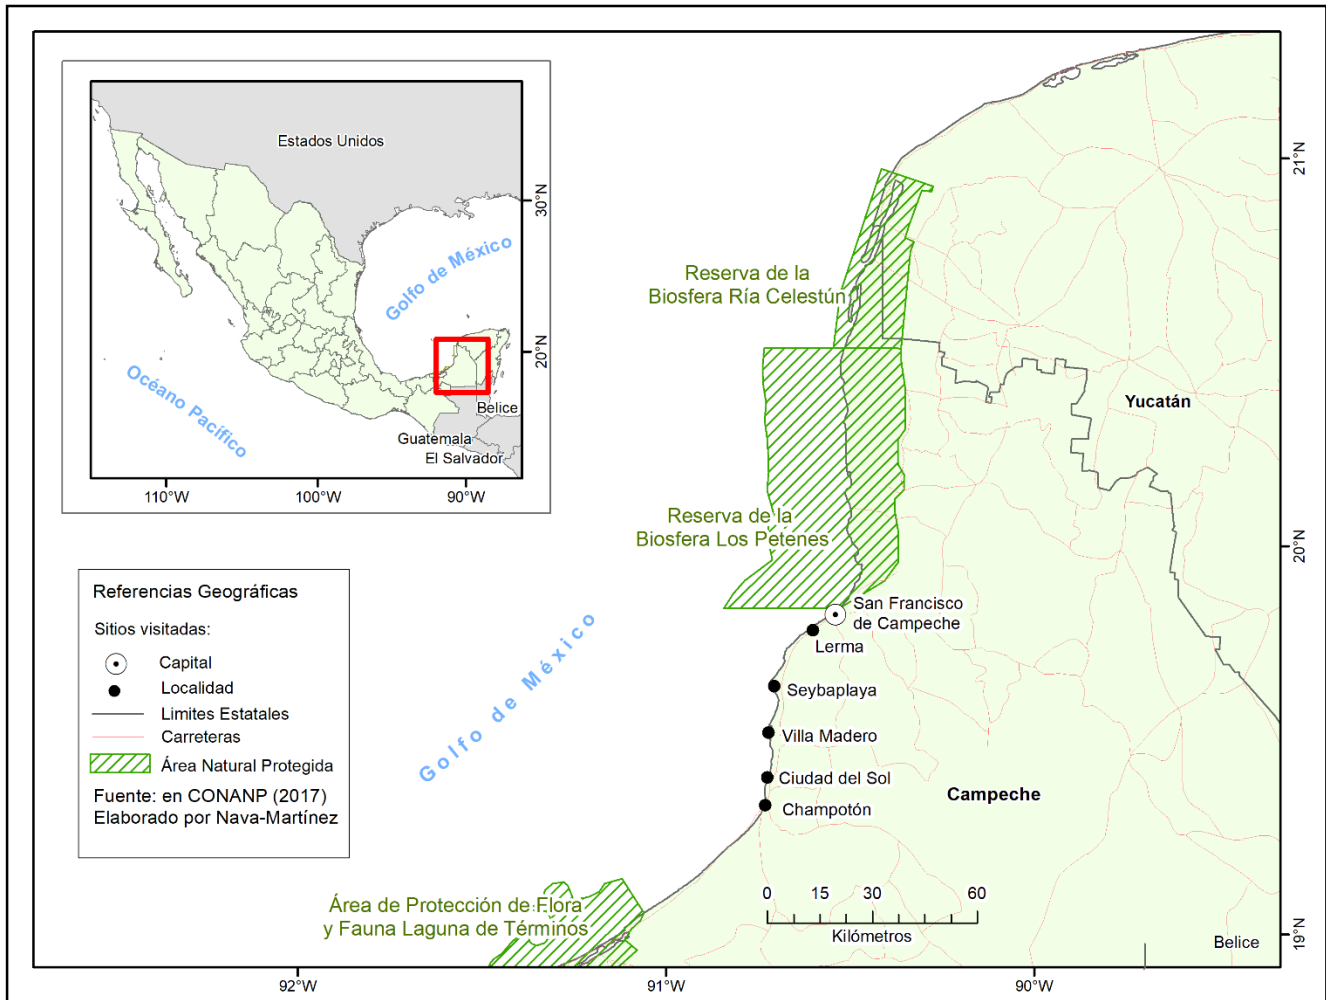 Estados Unidos
Golfo de México
Océano Pacífico
Belice
Guatemala
El Salvador
30°N
20°N
110°W
100°W
90°W
Reserva de la
Biosfera Ría Celestún
Yucatán
Reserva de la
Biosfera Los Petenes
San Francisco
de Campeche
Lerma
Seybaplaya
Villa Madero
Ciudad del Sol
Champotón
Campeche
Golfo de México
Referencias Geográficas
Sitios visitadas:
Capital
Localidad
Limites Estatales
Carreteras
Área Natural Protegida
Fuente: en CONANP (2017)
Elaborado por Nava-Martínez
Área de Protección de Flora
y Fauna Laguna de Términos
0 15 30 60
Kilómetros
Belice
21°N
20°N
19°N
92°W
91°W
90°W